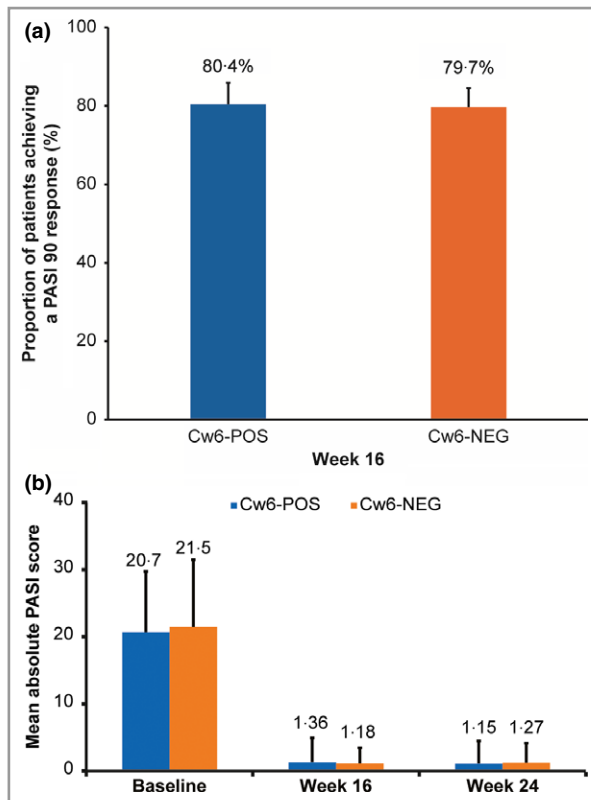 (a)
80·4%
79·7%
Proportion of patients achieving
a PASI 90 response (%)
100
80
60
40
20
0
Cw6-POS
Cw6-NEG
Week 16
(b)
Cw6-POS
Cw6-NEG
Mean absolute PASI score
40
30
20
10
0
20·7
21·5
1·36
1·18
1·15
1·27
Baseline
Week 16
Week 24